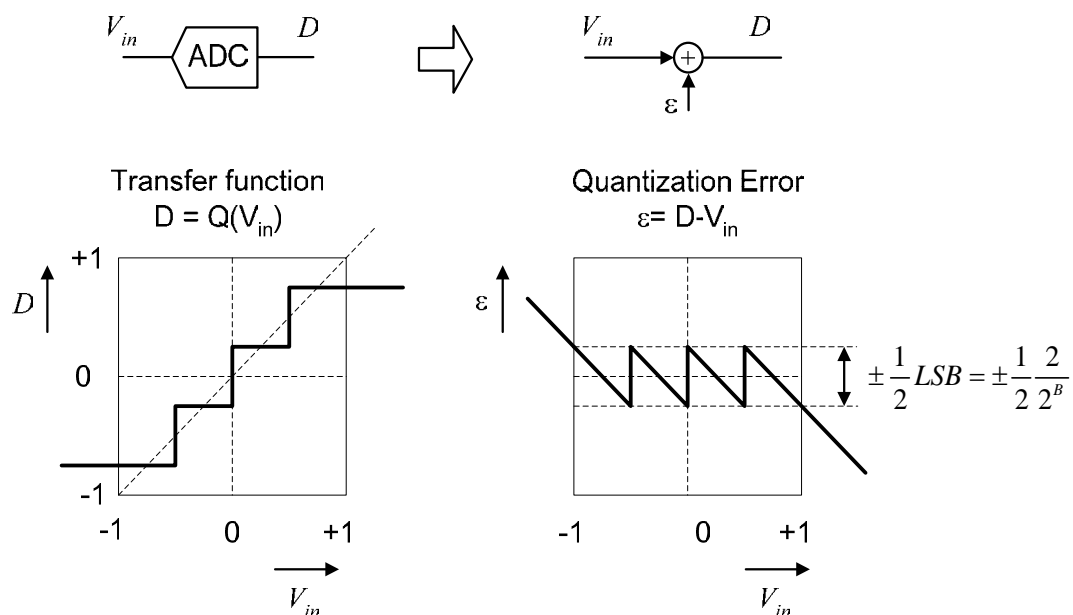 V_in ADC D
V_in + D
ε
Transfer function
D = Q(V_in)
Quantization Error
ε= D-V_in
+1
D
0
-1
-1 0 +1
V_in
ε
± 1/2 LSB = ± 1/2 2/2^B
-1 0 +1
V_in